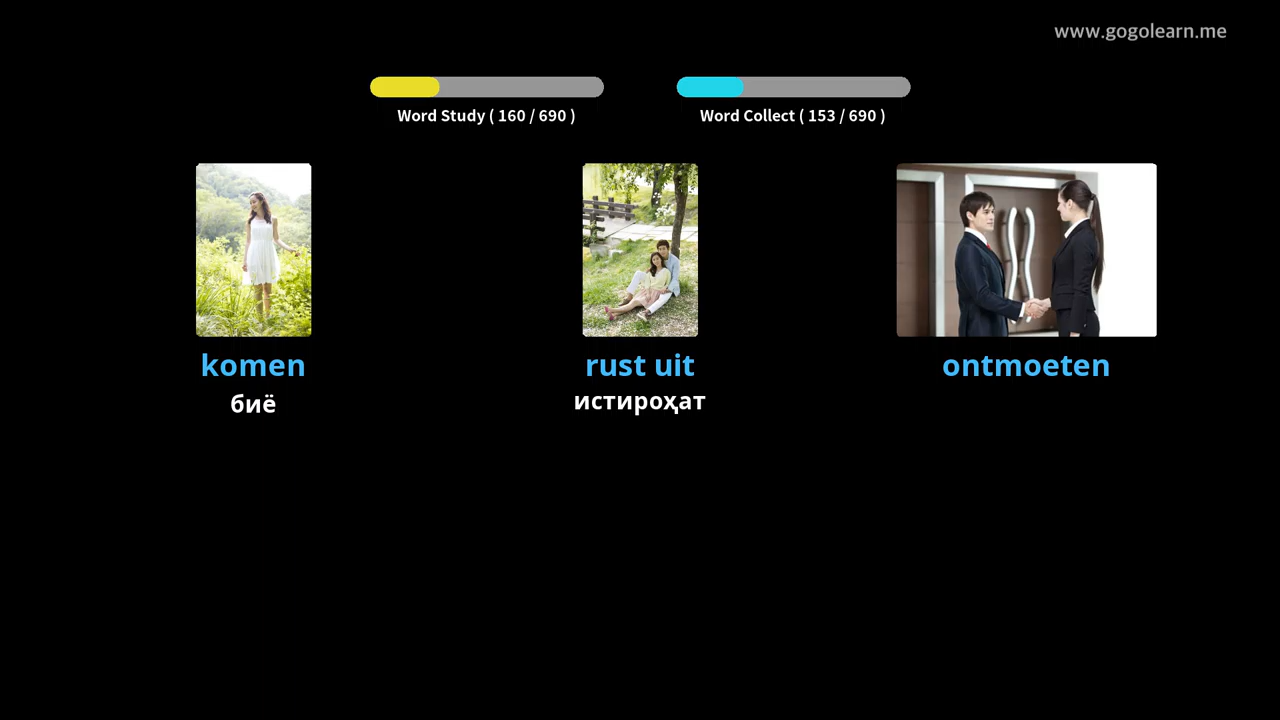 www.gogolearn.me
Word Study ( 160 / 690 )
Word Collect ( 153 / 690 )
komen
rust uit
ontmoeten
биё
истироҳат